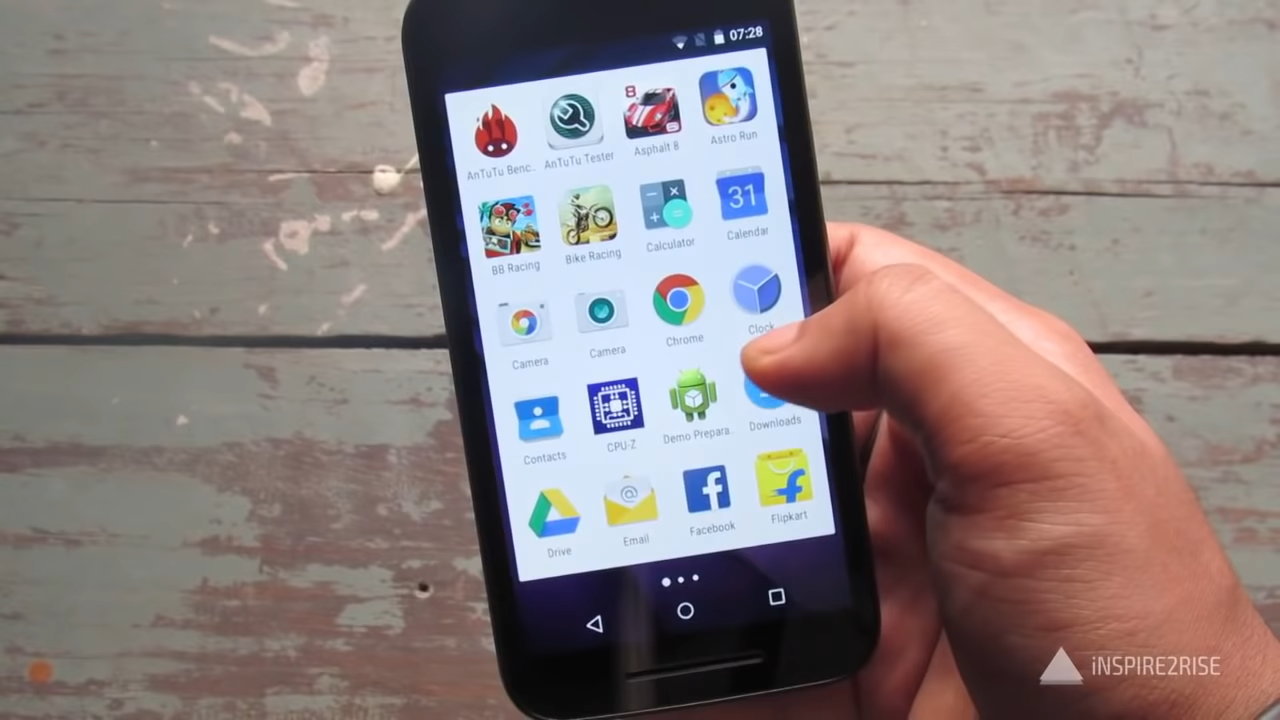 07:28
8
AnTuTu Benc..
AnTuTu Tester
Asphalt 8
Astro Run
31
BB Racing
Bike Racing
Calculator
Calendar
Camera
Camera
Chrome
Clock
Contacts
CPU-Z
Demo Prepara..
Downloads
Drive
Email
Facebook
Flipkart
iNSPIRE2RISE